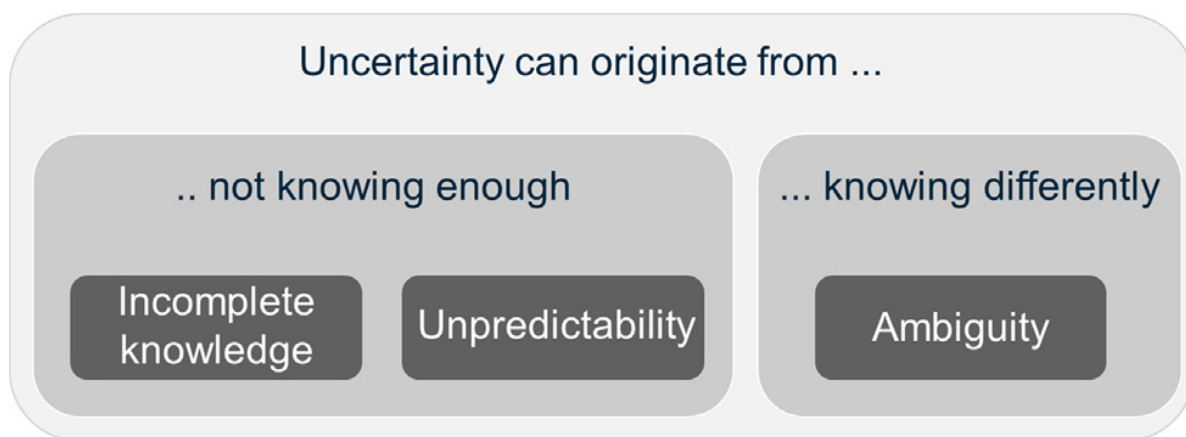 Uncertainty can originate from ...
.. not knowing enough
... knowing differently
Incomplete
knowledge
Unpredictability
Ambiguity